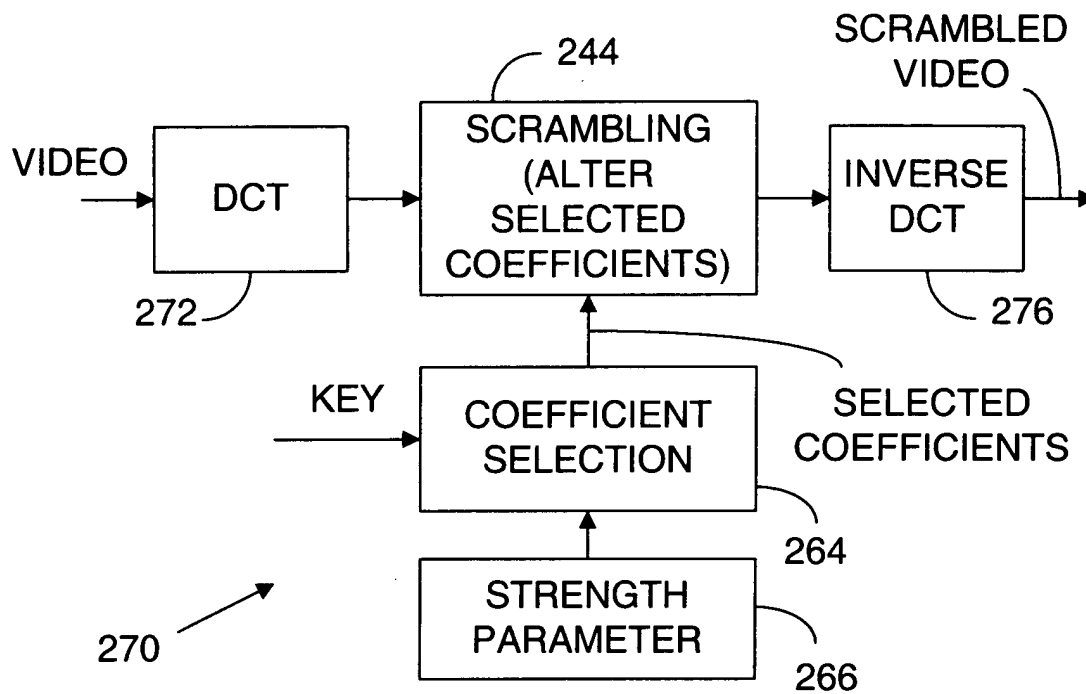 244
SCRAMBLED
VIDEO
VIDEO
DCT
SCRAMBLING
(ALTER
SELECTED
COEFFICIENTS)
INVERSE
DCT
272
276
KEY
COEFFICIENT
SELECTION
SELECTED
COEFFICIENTS
264
STRENGTH
PARAMETER
270
266